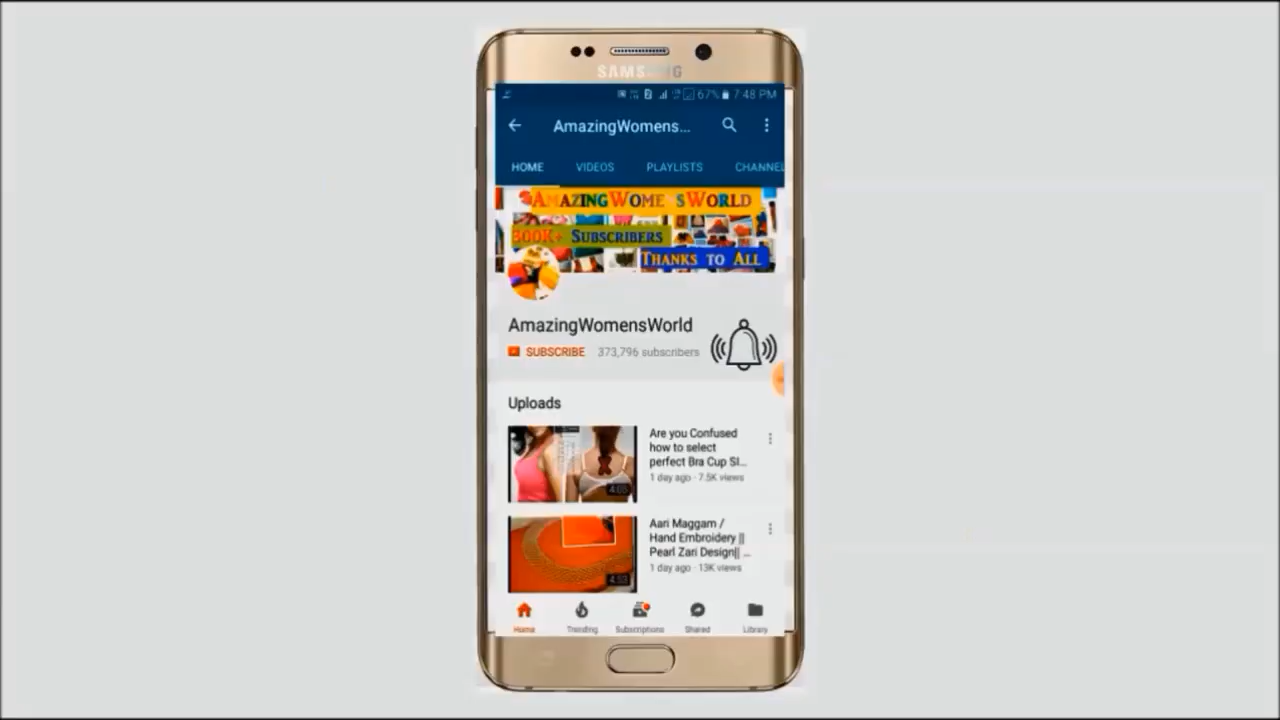 SAMSUNG
67% 7:48 PM
AmazingWomens...
HOME VIDEOS PLAYLISTS CHANNEL
AMAZINGWOMENSWORLD
300K+ SUBSCRIBERS
THANKS TO ALL
AmazingWomensWorld
SUBSCRIBE 373,796 subscribers
Uploads
Are you Confused
how to select
perfect Bra Cup SI...
1 day ago · 7.5K views
4:05
Aari Maggam /
Hand Embroidery ||
Pearl Zari Design|| ...
1 day ago · 13K views
4:53
Home Trending Subscriptions Shared Library